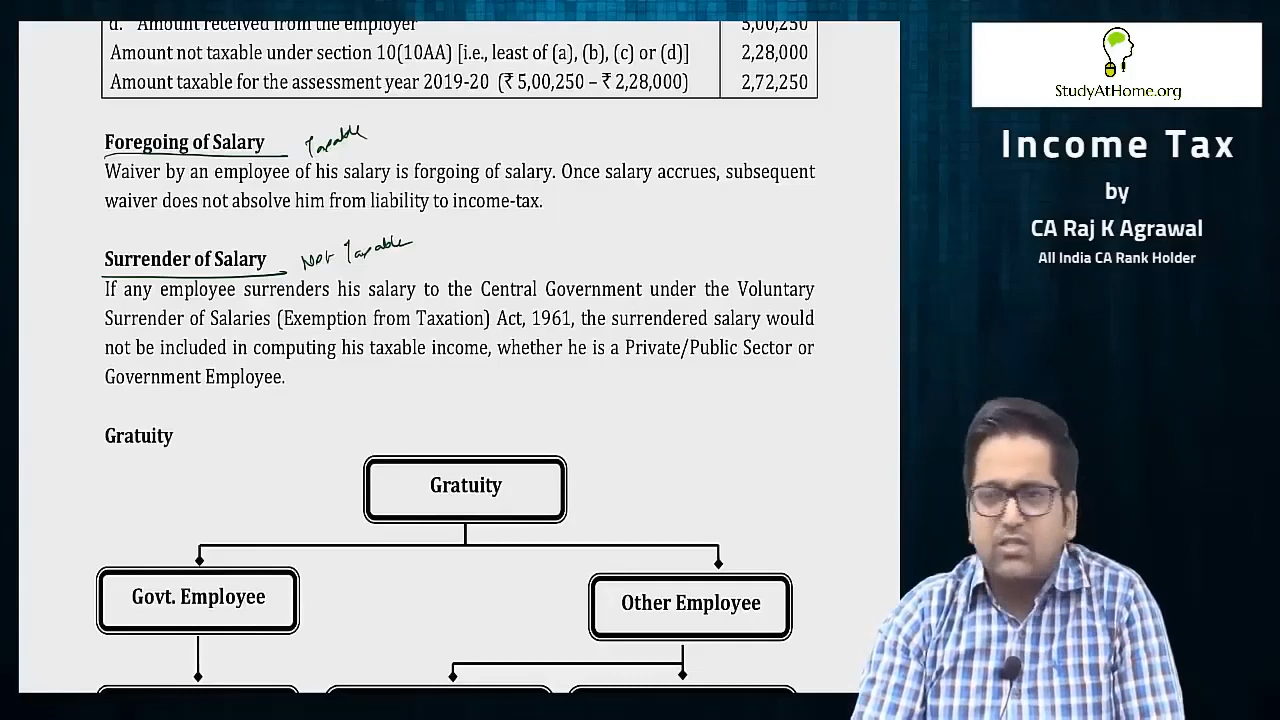 d. Amount received from the employer 5,00,250
Amount not taxable under section 10(10AA) [i.e., least of (a), (b), (c) or (d)] 2,28,000
Amount taxable for the assessment year 2019-20 (₹ 5,00,250 – ₹ 2,28,000) 2,72,250
Foregoing of Salary Taxable
Waiver by an employee of his salary is forgoing of salary. Once salary accrues, subsequent
waiver does not absolve him from liability to income-tax.
Surrender of Salary Not Taxable
If any employee surrenders his salary to the Central Government under the Voluntary
Surrender of Salaries (Exemption from Taxation) Act, 1961, the surrendered salary would
not be included in computing his taxable income, whether he is a Private/Public Sector or
Government Employee.
Gratuity
Gratuity
Govt. Employee
Other Employee
StudyAtHome.org
Income Tax
by
CA Raj K Agrawal
All India CA Rank Holder